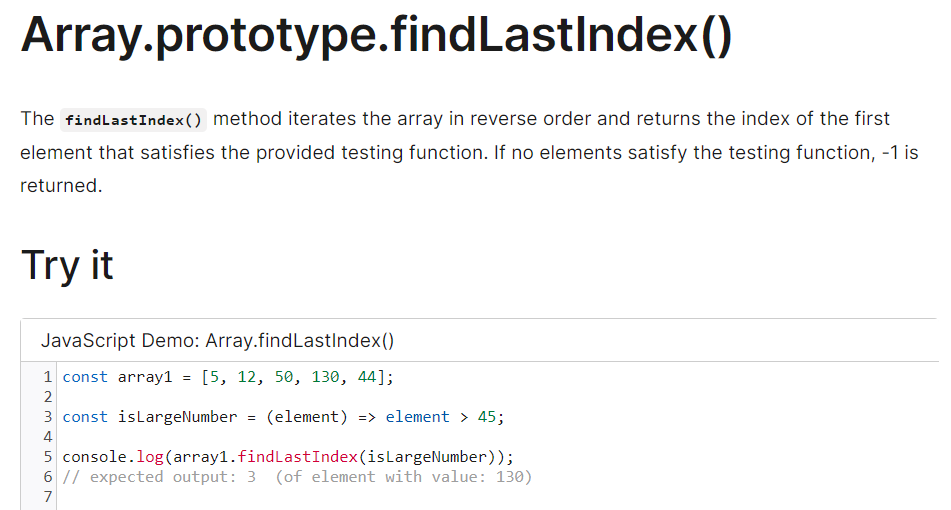 Array.prototype.findLastIndex()
The findLastIndex() method iterates the array in reverse order and returns the index of the first
element that satisfies the provided testing function. If no elements satisfy the testing function, -1 is
returned.
Try it
JavaScript Demo: Array.findLastIndex()
1 const array1 = [5, 12, 50, 130, 44];
2
3 const isLargeNumber = (element) => element > 45;
4
5 console.log(array1.findLastIndex(isLargeNumber));
6 // expected output: 3  (of element with value: 130)
7